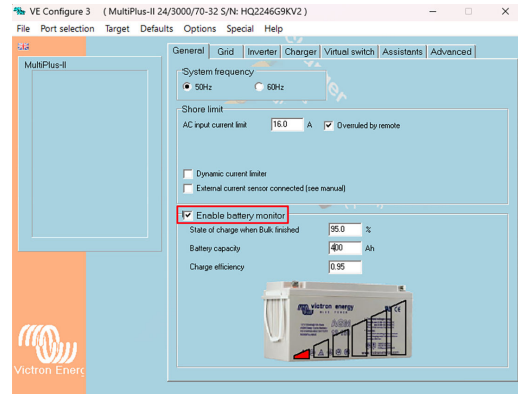 VE Configure 3 ( MultiPlus-II 24/3000/70-32 S/N: HQ2246G9KV2 )
File Port selection Target Defaults Options Special Help
MultiPlus-II
General Grid Inverter Charger Virtual switch Assistants Advanced
System frequency
50Hz 60Hz
Shore limit
AC input current limit 16.0 A Overruled by remote
Dynamic current limiter
External current sensor connected (see manual)
Enable battery monitor
State of charge when Bulk finished 95.0 %
Battery capacity 400 Ah
Charge efficiency 0.95
victron energy
BLUE POWER
Victron Energ